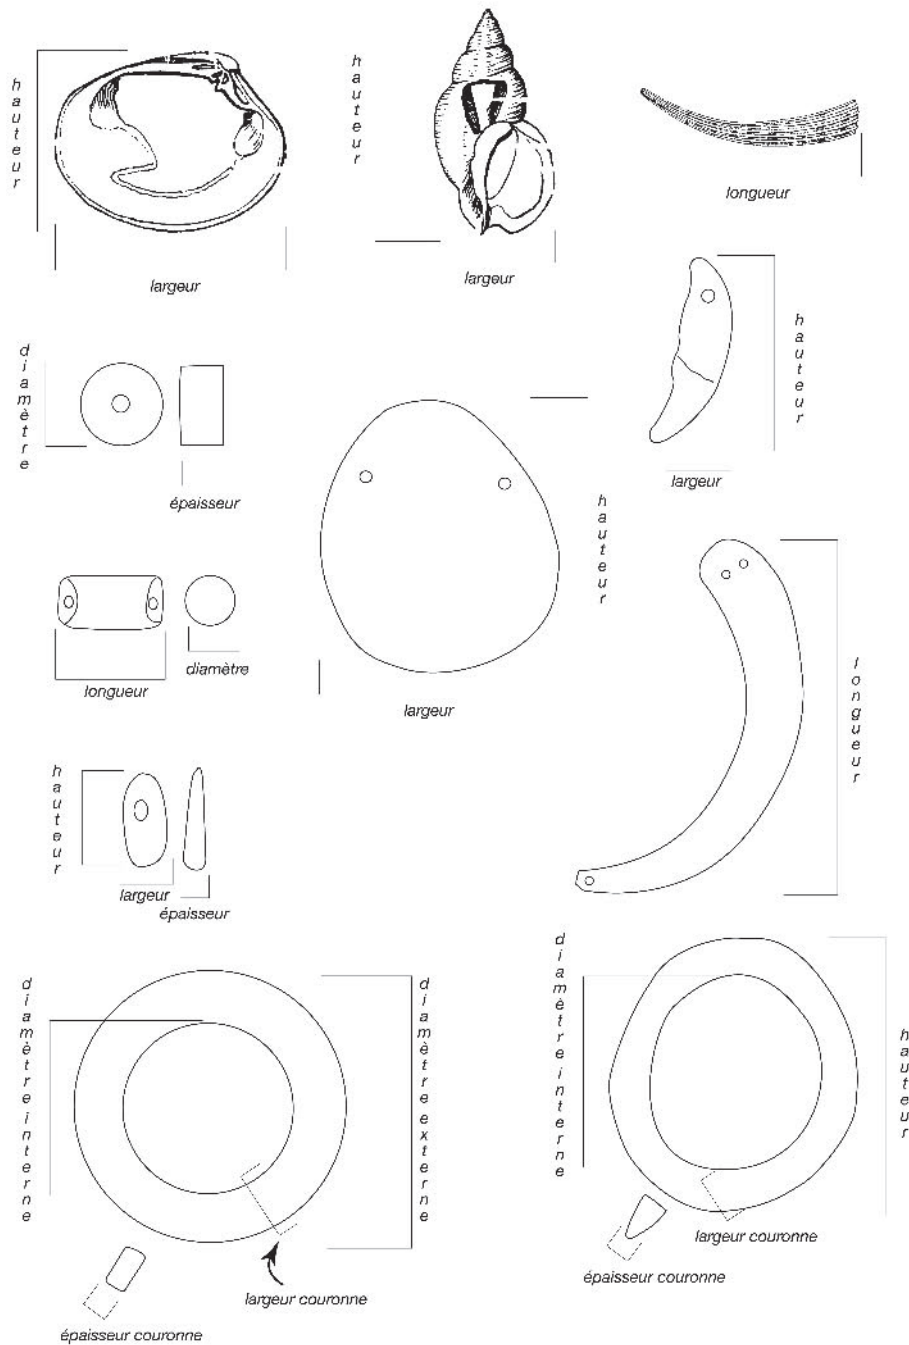 hauteur
largeur
hauteur
largeur
longueur
diamètre
épaisseur
hauteur
largeur
hauteur
largeur
longueur
diamètre
longueur
hauteur
largeur
épaisseur
diamètre interne
diamètre externe
largeur couronne
épaisseur couronne
diamètre interne
hauteur
largeur couronne
épaisseur couronne